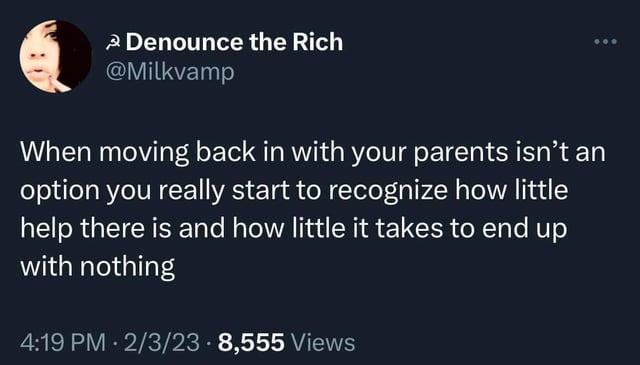 ☭ Denounce the Rich
@Milkvamp
When moving back in with your parents isn’t an
option you really start to recognize how little
help there is and how little it takes to end up
with nothing
4:19 PM · 2/3/23 · 8,555 Views